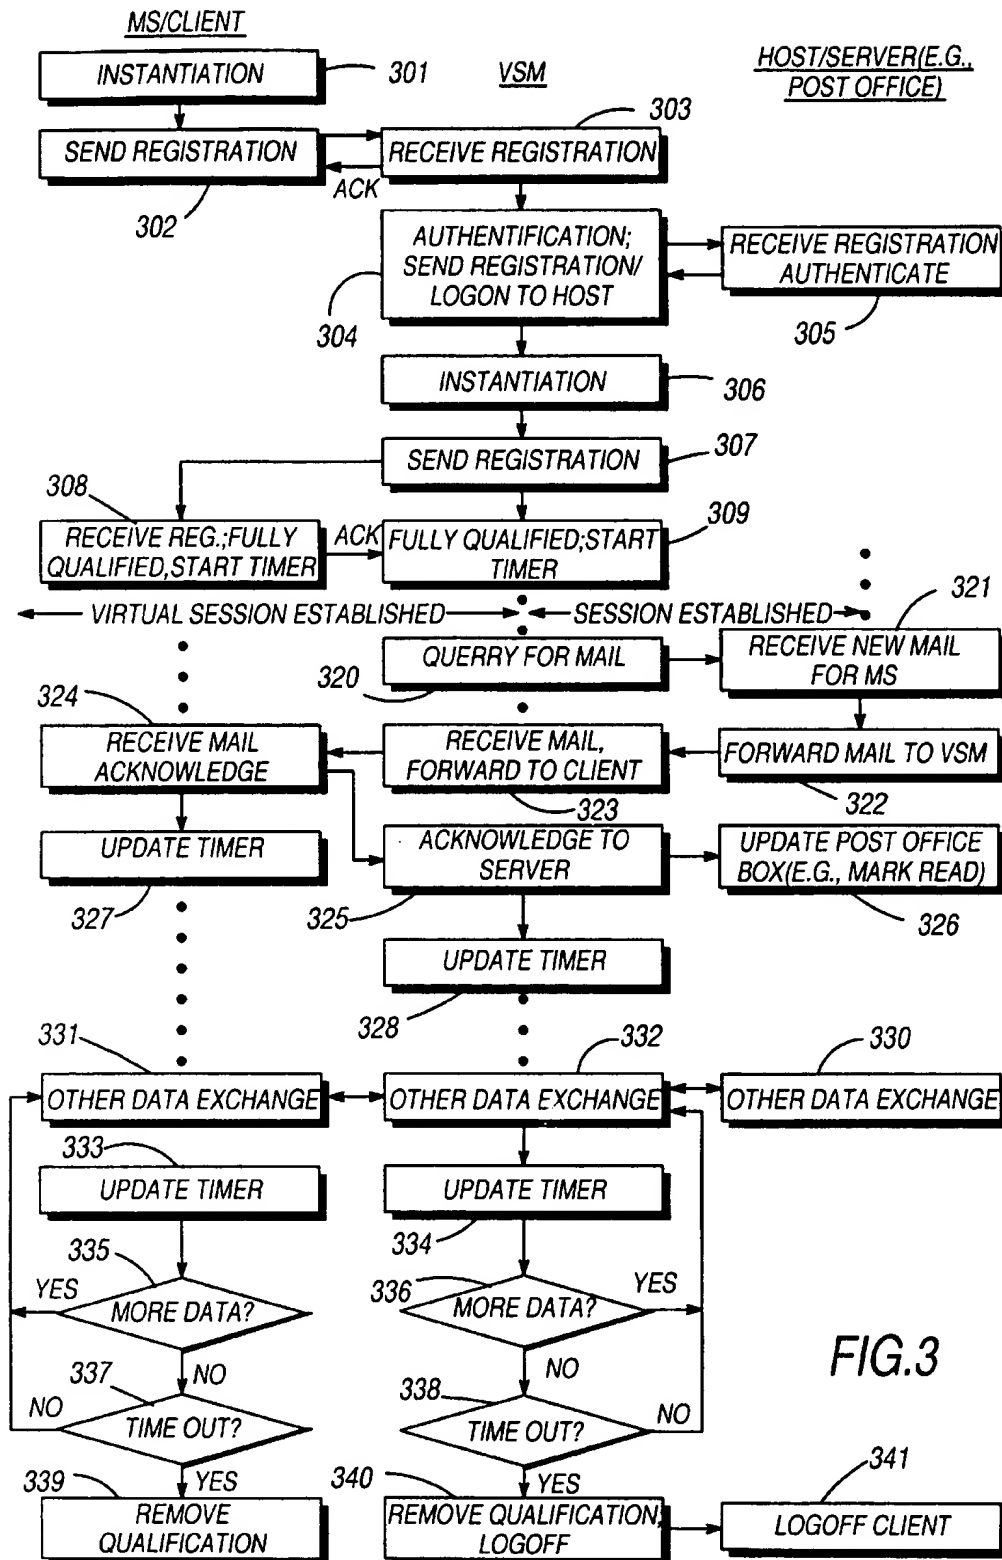 MS/CLIENT
VSM
HOST/SERVER(E.G.,
POST OFFICE)
INSTANTIATION
301
SEND REGISTRATION
302
ACK
RECEIVE REGISTRATION
303
AUTHENTIFICATION;
SEND REGISTRATION/
LOGON TO HOST
304
RECEIVE REGISTRATION
AUTHENTICATE
305
INSTANTIATION
306
SEND REGISTRATION
307
308
RECEIVE REG.;FULLY
QUALIFIED,START TIMER
ACK
FULLY QUALIFIED;START
TIMER
309
VIRTUAL SESSION ESTABLISHED
SESSION ESTABLISHED
321
QUERRY FOR MAIL
320
RECEIVE NEW MAIL
FOR MS
324
RECEIVE MAIL
ACKNOWLEDGE
RECEIVE MAIL,
FORWARD TO CLIENT
323
FORWARD MAIL TO VSM
322
UPDATE TIMER
327
ACKNOWLEDGE TO
SERVER
325
UPDATE POST OFFICE
BOX(E.G., MARK READ)
326
UPDATE TIMER
328
331
332
330
OTHER DATA EXCHANGE
OTHER DATA EXCHANGE
OTHER DATA EXCHANGE
333
UPDATE TIMER
UPDATE TIMER
334
335
YES
MORE DATA?
336
MORE DATA?
YES
NO
NO
337
NO
TIME OUT?
338
TIME OUT?
NO
FIG.3
339
YES
340
YES
341
REMOVE
QUALIFICATION
REMOVE QUALIFICATION,
LOGOFF
LOGOFF CLIENT